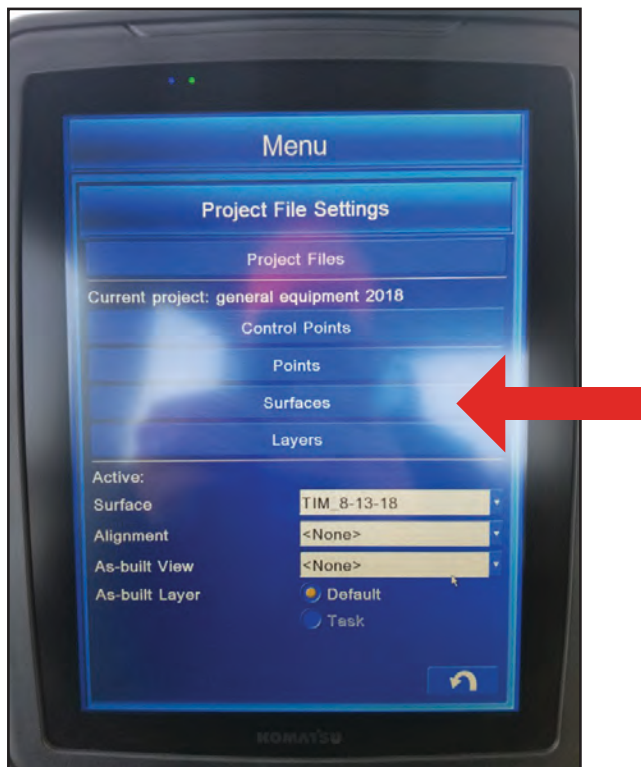 Menu
Project File Settings
Project Files
Current project: general equipment 2018
Control Points
Points
Surfaces
Layers
Active:
Surface TIM_8-13-18
Alignment <None>
As-built View <None>
As-built Layer Default
Task
KOMATSU